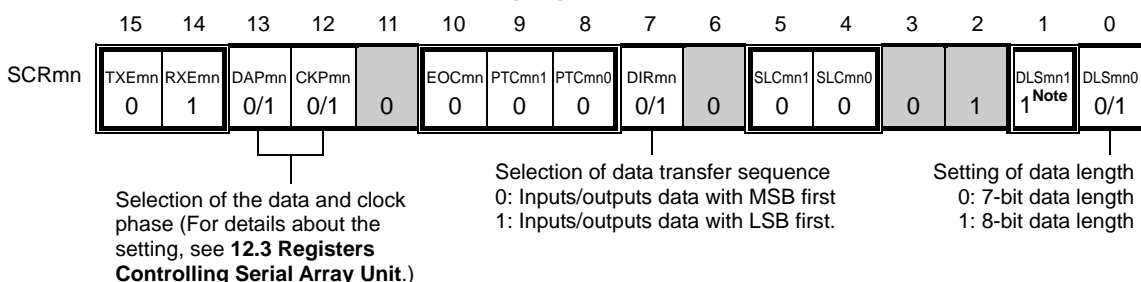 15 14 13 12 11 10 9 8 7 6 5 4 3 2 1 0
SCRmn
TXEmn RXEmn DAPmn CKPmn EOCmn PTCmn1 PTCmn0 DIRmn SLCmn1 SLCmn0 DLSmn1 DLSmn0
0 1 0/1 0/1 0 0 0 0 0/1 0 0 0 0 1 1 Note 0/1
Selection of the data and clock
phase (For details about the
setting, see 12.3 Registers
Controlling Serial Array Unit.)
Selection of data transfer sequence
0: Inputs/outputs data with MSB first
1: Inputs/outputs data with LSB first.
Setting of data length
0: 7-bit data length
1: 8-bit data length